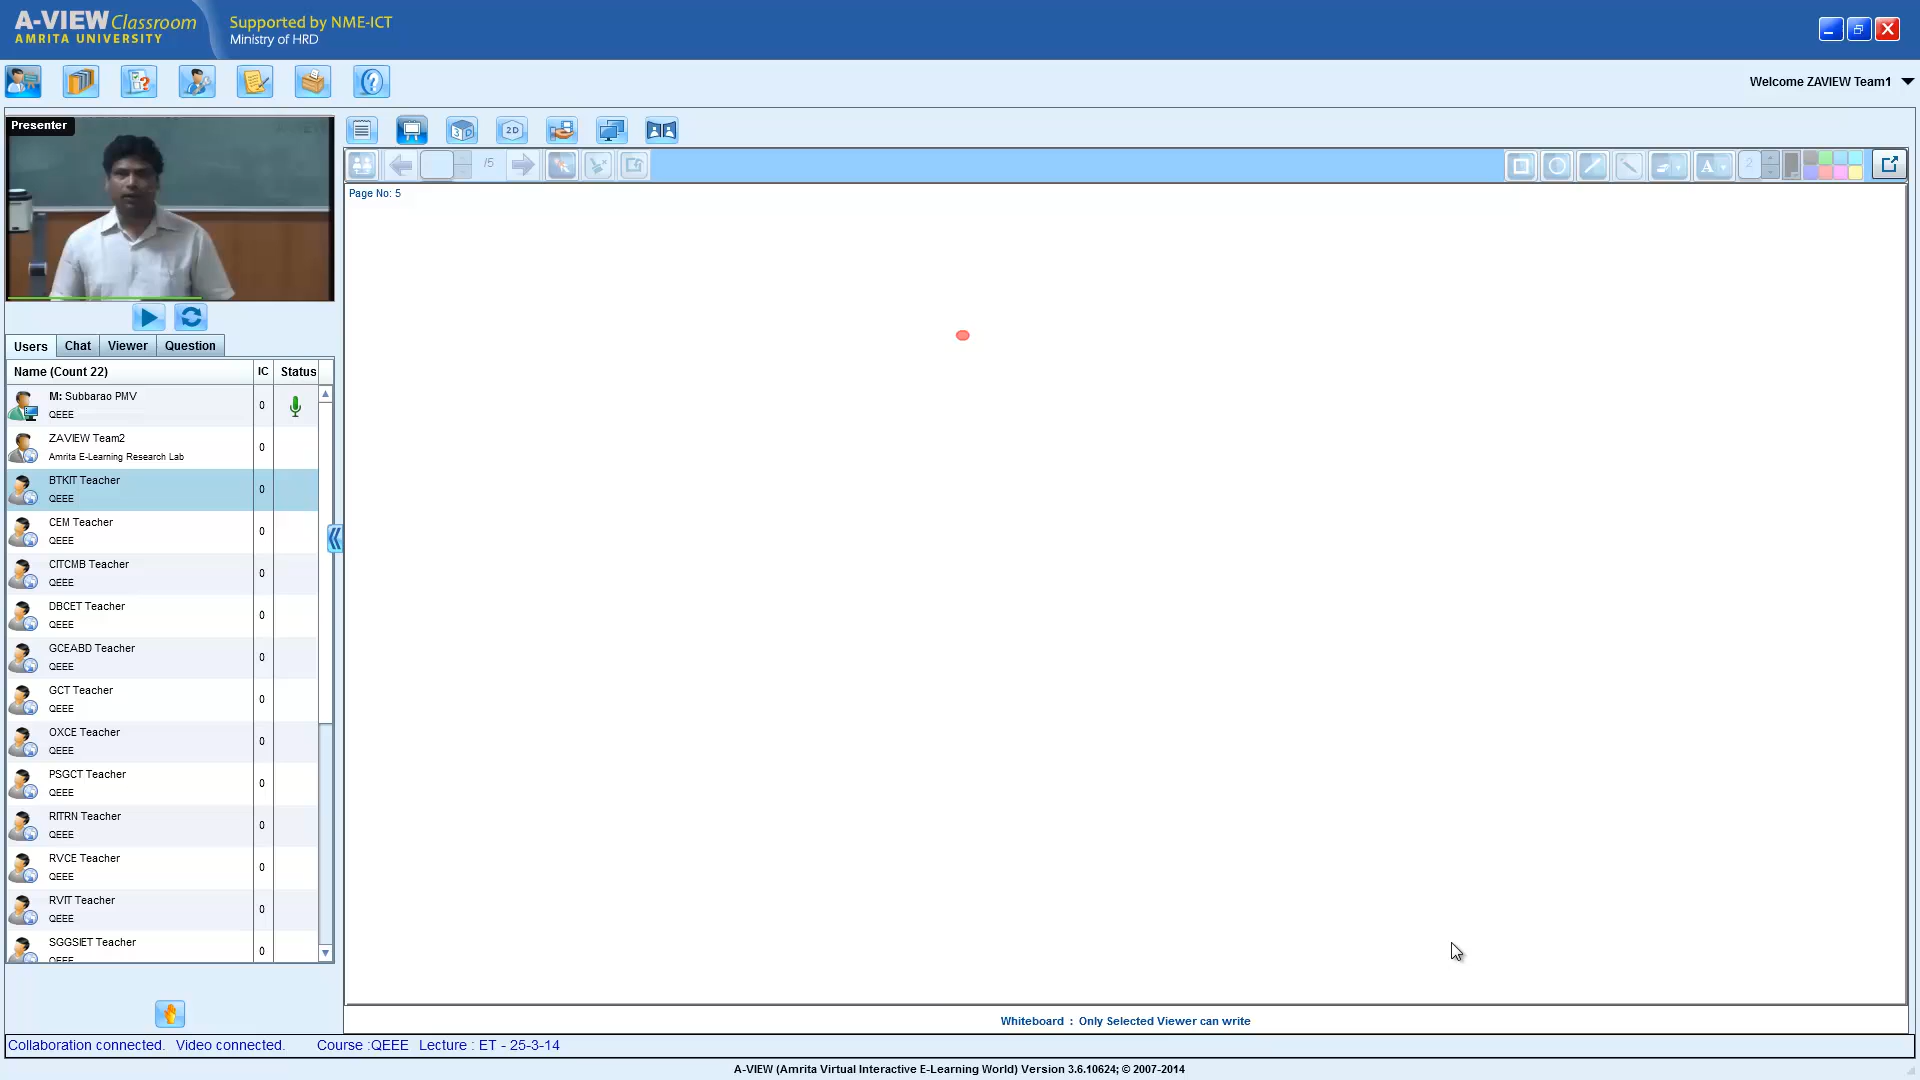 A-VIEW Classroom
AMRITA UNIVERSITY
Supported by NME-ICT
Ministry of HRD
Welcome ZAVIEW Team1
Presenter
2D
/5
A
2
Page No: 5
Users Chat Viewer Question
Name (Count 22) IC Status
M: Subbarao PMV
QEEE
0
ZAVIEW Team2
Amrita E-Learning Research Lab
0
BTKIT Teacher
QEEE
0
CEM Teacher
QEEE
0
CITCMB Teacher
QEEE
0
DBCET Teacher
QEEE
0
GCEABD Teacher
QEEE
0
GCT Teacher
QEEE
0
OXCE Teacher
QEEE
0
PSGCT Teacher
QEEE
0
RITRN Teacher
QEEE
0
RVCE Teacher
QEEE
0
RVIT Teacher
QEEE
0
SGGSIET Teacher
QEEE
0
Whiteboard : Only Selected Viewer can write
Collaboration connected. Video connected. Course :QEEE Lecture : ET - 25-3-14
A-VIEW (Amrita Virtual Interactive E-Learning World) Version 3.6.10624; © 2007-2014